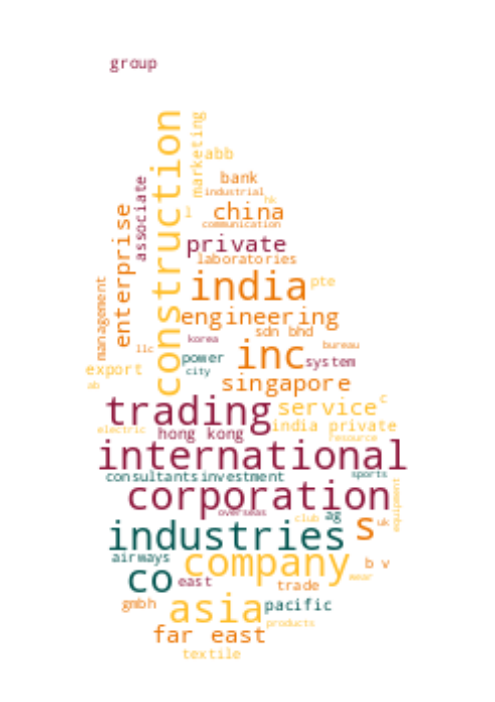 group
construction
marketing
abb
bank
associate
industrial
hk
enterprise
l
china
communication
private
laboratories
india
pte
management
engineering
sdn bhd
korea
llc
inc
bureau
power
system
city
export
singapore
ab
trading
service
c
electric
hong kong
india private
resource
international
consultants
investment
sports
corporation
equipment
overseas
club
ag
s
uk
industries
airways
company
b v
co
east
wear
trade
gmbh
asia
pacific
products
far east
textile